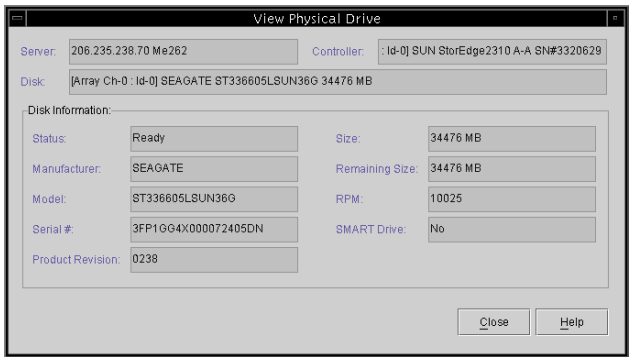 View Physical Drive
Server: 206.235.238.70 Me262 Controller: : Id-0] SUN StorEdge2310 A-A SN#3320629
Disk: [Array Ch-0 : Id-0] SEAGATE ST336605LSUN36G 34476 MB
Disk Information:
Status: Ready Size: 34476 MB
Manufacturer: SEAGATE Remaining Size: 34476 MB
Model: ST336605LSUN36G RPM: 10025
Serial #: 3FP1GG4X000072405DN SMART Drive: No
Product Revision: 0238
Close Help